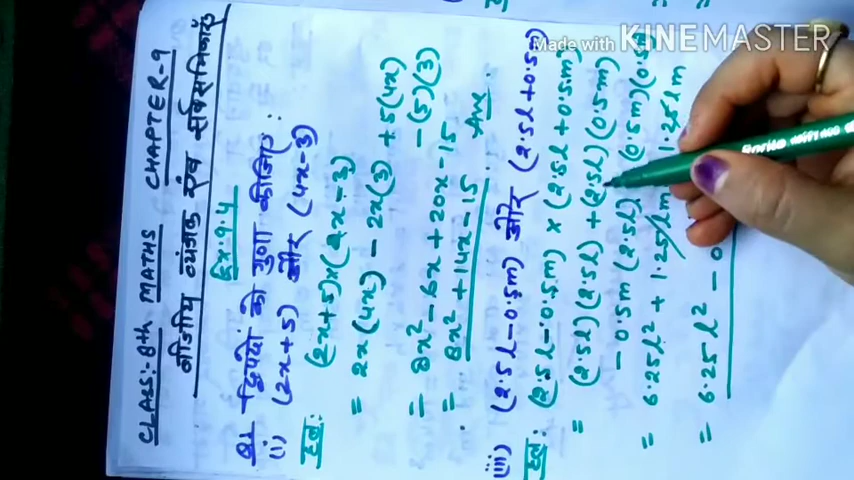 CLASS:- 8th MATHS CHAPTER-9
बीजीय व्यंजक एंव सर्वसमिकाएँ
Ex. 9.4
Q1 द्विपदों को गुणा कीजिए:
(i) (2x+5) और (4x-3)
हल: (2x+5)×(4x-3)
= 2x(4x) - 2x(3) + 5(4x) - (5)(3)
= 8x² - 6x + 20x - 15
= 8x² + 14x - 15 Ans.
(ii) (2.5l-0.5m) और (2.5l+0.5m)
हल: (2.5l-0.5m) × (2.5l+0.5m)
= (2.5l)(2.5l) + (2.5l)(0.5m)
- 0.5m(2.5l) (0.5m)(0.5
= 6.25l² + 1.25lm 1.25lm
= 6.25l² - 0
Made with KINEMASTER